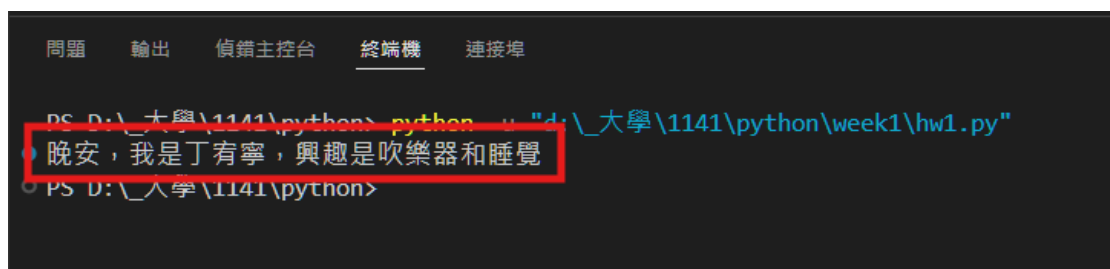 問題 輸出 偵錯主控台 終端機 連接埠
PS D:\_大學\1141\python> python -u "d:\_大學\1141\python\week1\hw1.py"
晚安，我是丁宥寧，興趣是吹樂器和睡覺
PS D:\_大學\1141\python>